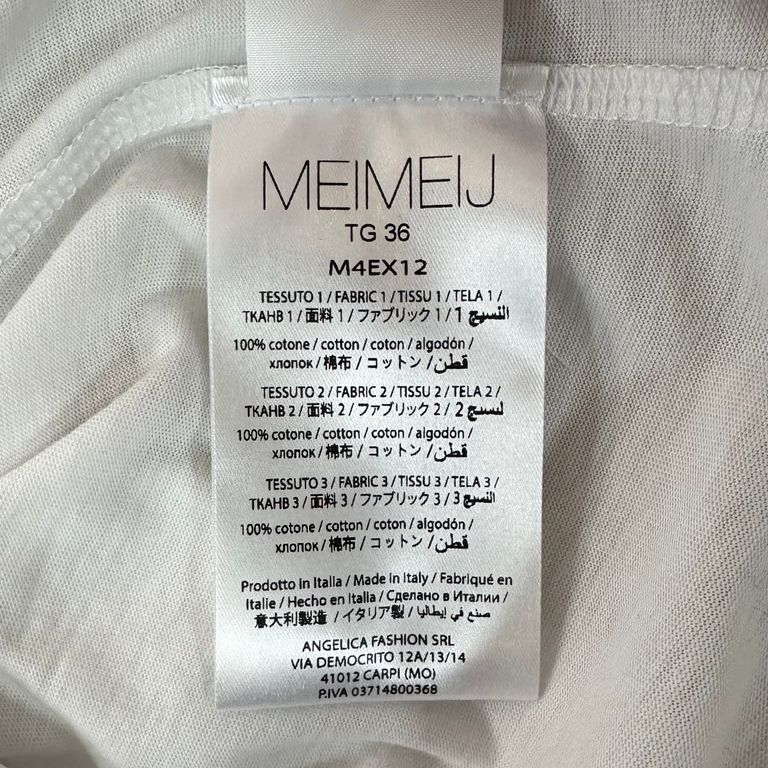 MEIMEIJ
TG 36
M4EX12
TESSUTO 1 / FABRIC 1 / TISSU 1 / TELA 1 /
TKAHB 1 / 面料 1 / ファブリック 1 / النسيج 1
100% cotone / cotton / coton / algodón /
хлопок / 棉布 / コットン / قطن
TESSUTO 2 / FABRIC 2 / TISSU 2 / TELA 2 /
TKAHB 2 / 面料 2 / ファブリック 2 / لنسيج 2
100% cotone / cotton / coton / algodón /
хлопок / 棉布 / コットン / قطن
TESSUTO 3 / FABRIC 3 / TISSU 3 / TELA 3 /
TKAHB 3 / 面料 3 / ファブリック 3 / النسيج 3
100% cotone / cotton / coton / algodón /
хлопок / 棉布 / コットン / قطن
Prodotto in Italia / Made in Italy / Fabriqué en
Italie / Hecho en Italia / Сделано в Италии /
意大利製造 / イタリア製 / صنع في إيطاليا
ANGELICA FASHION SRL
VIA DEMOCRITO 12A/13/14
41012 CARPI (MO)
P.IVA 03714800368